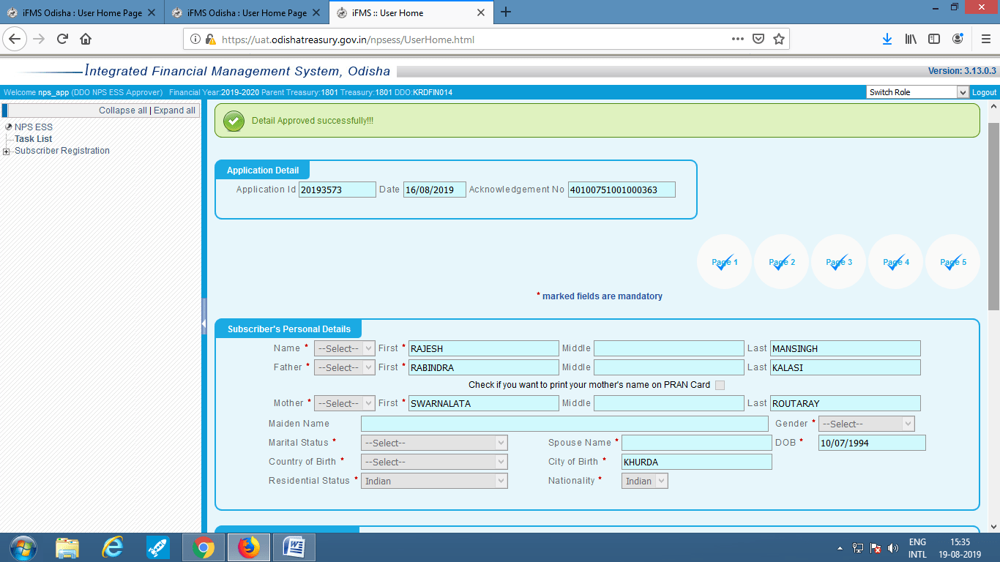 iFMS Odisha : User Home Page
iFMS Odisha : User Home Page
iFMS :: User Home
https://uat.odishatreasury.gov.in/npsess/UserHome.html
Integrated Financial Management System, Odisha
Version: 3.13.0.3
Welcome nps_app (DDO NPS ESS Approver) Financial Year:2019-2020 Parent Treasury:1801 Treasury:1801 DDO:KRDFIN014
Switch Role
Logout
Collapse all | Expand all
NPS ESS
Task List
Subscriber Registration
Detail Approved successfully!!!
Application Detail
Application Id 20193573 Date 16/08/2019 Acknowledgement No 40100751001000363
Page 1 Page 2 Page 3 Page 4 Page 5
* marked fields are mandatory
Subscriber's Personal Details
Name * --Select-- First * RAJESH Middle Last MANSINGH
Father * --Select-- First * RABINDRA Middle Last KALASI
Check if you want to print your mother's name on PRAN Card
Mother * --Select-- First * SWARNALATA Middle Last ROUTARAY
Maiden Name Gender * --Select--
Marital Status * --Select-- Spouse Name * DOB * 10/07/1994
Country of Birth * --Select-- City of Birth * KHURDA
Residential Status * Indian Nationality * Indian
ENG 15:35
INTL 19-08-2019